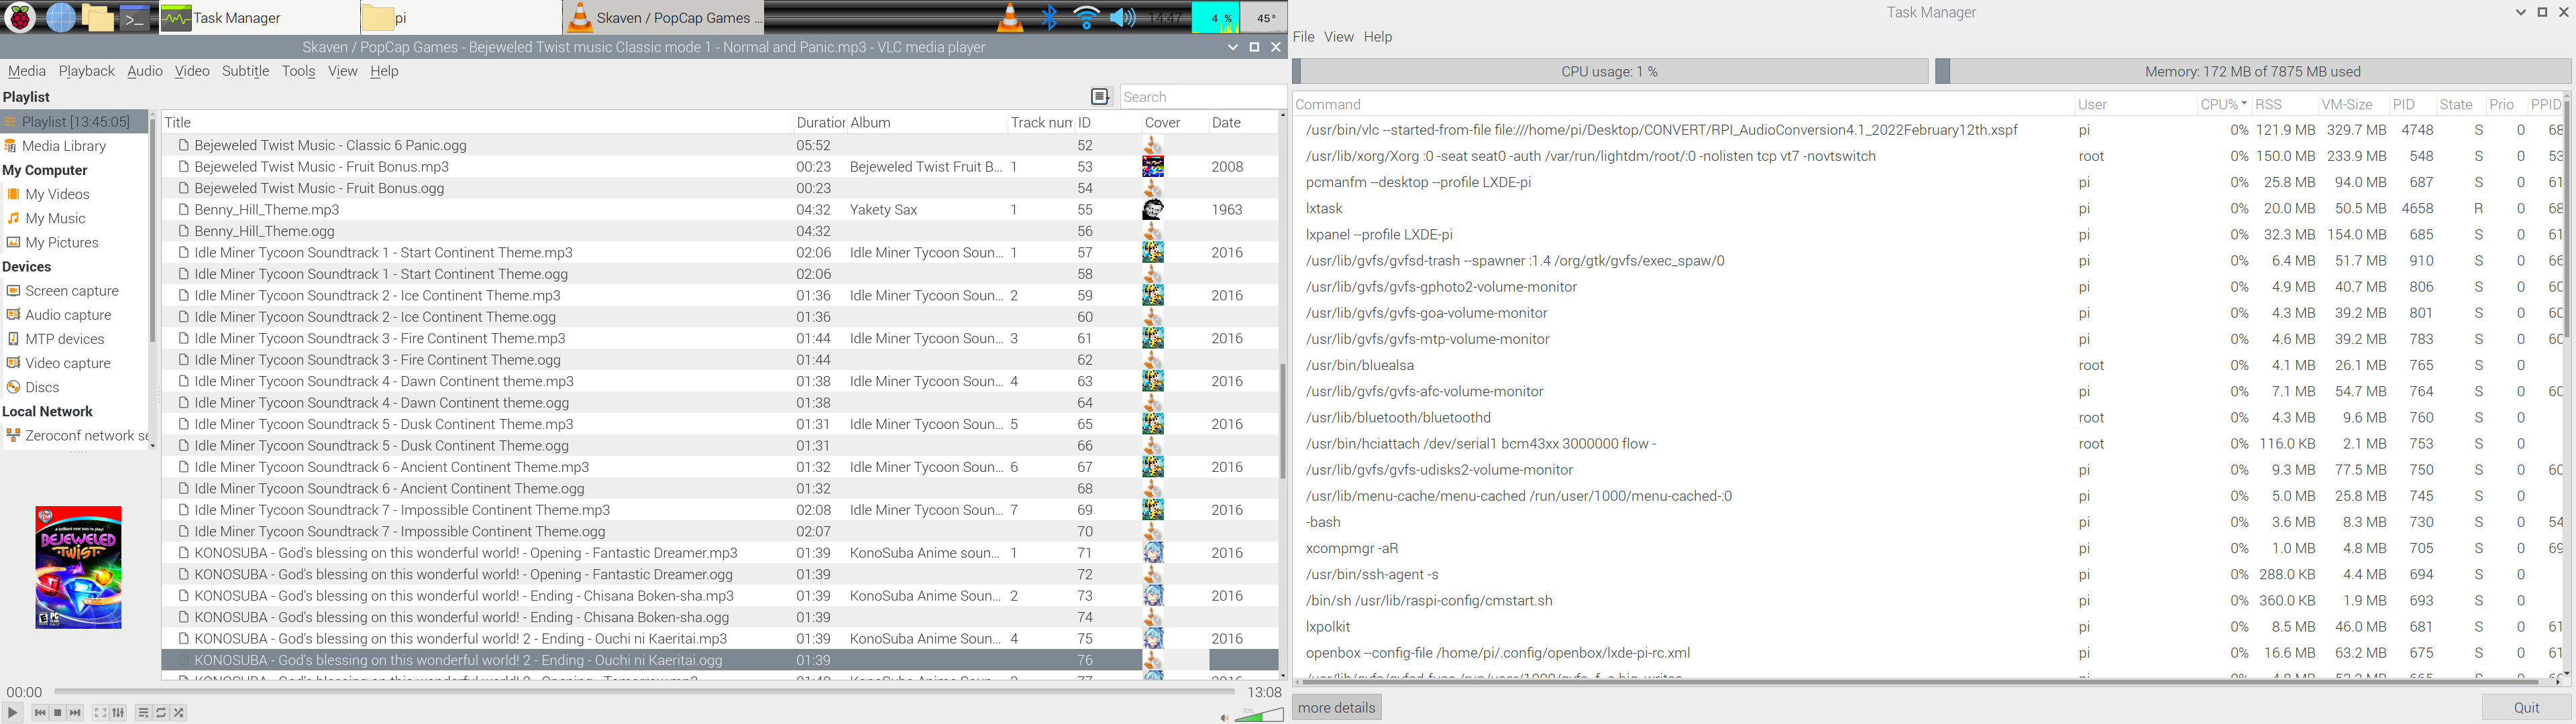 Task Manager
pi
Skaven / PopCap Games ...
14:47
4 %
45°
Skaven / PopCap Games - Bejeweled Twist music Classic mode 1 - Normal and Panic.mp3 - VLC media player
Media Playback Audio Video Subtitle Tools View Help
Playlist
Search
Playlist [13:45:05]
Media Library
My Computer
My Videos
My Music
My Pictures
Devices
Screen capture
Audio capture
MTP devices
Video capture
Discs
Local Network
Zeroconf network se
BEJEWELED TWIST
Title Duration Album Track num ID Cover Date
Bejeweled Twist Music - Classic 6 Panic.ogg 05:52 52
Bejeweled Twist Music - Fruit Bonus.mp3 00:23 Bejeweled Twist Fruit B... 1 53 2008
Bejeweled Twist Music - Fruit Bonus.ogg 00:23 54
Benny_Hill_Theme.mp3 04:32 Yakety Sax 1 55 1963
Benny_Hill_Theme.ogg 04:32 56
Idle Miner Tycoon Soundtrack 1 - Start Continent Theme.mp3 02:06 Idle Miner Tycoon Soun... 1 57 2016
Idle Miner Tycoon Soundtrack 1 - Start Continent Theme.ogg 02:06 58
Idle Miner Tycoon Soundtrack 2 - Ice Continent Theme.mp3 01:36 Idle Miner Tycoon Soun... 2 59 2016
Idle Miner Tycoon Soundtrack 2 - Ice Continent Theme.ogg 01:36 60
Idle Miner Tycoon Soundtrack 3 - Fire Continent Theme.mp3 01:44 Idle Miner Tycoon Soun... 3 61 2016
Idle Miner Tycoon Soundtrack 3 - Fire Continent Theme.ogg 01:44 62
Idle Miner Tycoon Soundtrack 4 - Dawn Continent theme.mp3 01:38 Idle Miner Tycoon Soun... 4 63 2016
Idle Miner Tycoon Soundtrack 4 - Dawn Continent theme.ogg 01:38 64
Idle Miner Tycoon Soundtrack 5 - Dusk Continent Theme.mp3 01:31 Idle Miner Tycoon Soun... 5 65 2016
Idle Miner Tycoon Soundtrack 5 - Dusk Continent Theme.ogg 01:31 66
Idle Miner Tycoon Soundtrack 6 - Ancient Continent Theme.mp3 01:32 Idle Miner Tycoon Soun... 6 67 2016
Idle Miner Tycoon Soundtrack 6 - Ancient Continent Theme.ogg 01:32 68
Idle Miner Tycoon Soundtrack 7 - Impossible Continent Theme.mp3 02:08 Idle Miner Tycoon Soun... 7 69 2016
Idle Miner Tycoon Soundtrack 7 - Impossible Continent Theme.ogg 02:07 70
KONOSUBA - God's blessing on this wonderful world! - Opening - Fantastic Dreamer.mp3 01:39 KonoSuba Anime soun... 1 71 2016
KONOSUBA - God's blessing on this wonderful world! - Opening - Fantastic Dreamer.ogg 01:39 72
KONOSUBA - God's blessing on this wonderful world! - Ending - Chisana Boken-sha.mp3 01:39 KonoSuba Anime Soun... 2 73 2016
KONOSUBA - God's blessing on this wonderful world! - Ending - Chisana Boken-sha.ogg 01:39 74
KONOSUBA - God's blessing on this wonderful world! 2 - Ending - Ouchi ni Kaeritai.mp3 01:39 KonoSuba Anime Soun... 4 75 2016
KONOSUBA - God's blessing on this wonderful world! 2 - Ending - Ouchi ni Kaeritai.ogg 01:39 76
00:00 13:08
70%
Task Manager
File View Help
CPU usage: 1 % Memory: 172 MB of 7875 MB used
Command User CPU% RSS VM-Size PID State Prio PPID
/usr/bin/vlc --started-from-file file:///home/pi/Desktop/CONVERT/RPI_AudioConversion4.1_2022February12th.xspf pi 0% 121.9 MB 329.7 MB 4748 S 0 68
/usr/lib/xorg/Xorg :0 -seat seat0 -auth /var/run/lightdm/root/:0 -nolisten tcp vt7 -novtswitch root 0% 150.0 MB 233.9 MB 548 S 0 53
pcmanfm --desktop --profile LXDE-pi pi 0% 25.8 MB 94.0 MB 687 S 0 61
lxtask pi 0% 20.0 MB 50.5 MB 4658 R 0 68
lxpanel --profile LXDE-pi pi 0% 32.3 MB 154.0 MB 685 S 0 61
/usr/lib/gvfs/gvfsd-trash --spawner :1.4 /org/gtk/gvfs/exec_spaw/0 pi 0% 6.4 MB 51.7 MB 910 S 0 66
/usr/lib/gvfs/gvfs-gphoto2-volume-monitor pi 0% 4.9 MB 40.7 MB 806 S 0 60
/usr/lib/gvfs/gvfs-goa-volume-monitor pi 0% 4.3 MB 39.2 MB 801 S 0 60
/usr/lib/gvfs/gvfs-mtp-volume-monitor pi 0% 4.6 MB 39.2 MB 783 S 0 60
/usr/bin/bluealsa root 0% 4.1 MB 26.1 MB 765 S 0
/usr/lib/gvfs/gvfs-afc-volume-monitor pi 0% 7.1 MB 54.7 MB 764 S 0 60
/usr/lib/bluetooth/bluetoothd root 0% 4.3 MB 9.6 MB 760 S 0
/usr/bin/hciattach /dev/serial1 bcm43xx 3000000 flow - root 0% 116.0 KB 2.1 MB 753 S 0
/usr/lib/gvfs/gvfs-udisks2-volume-monitor pi 0% 9.3 MB 77.5 MB 750 S 0 60
/usr/lib/menu-cache/menu-cached /run/user/1000/menu-cached-:0 pi 0% 5.0 MB 25.8 MB 745 S 0
-bash pi 0% 3.6 MB 8.3 MB 730 S 0 54
xcompmgr -aR pi 0% 1.0 MB 4.8 MB 705 S 0 69
/usr/bin/ssh-agent -s pi 0% 288.0 KB 4.4 MB 694 S 0
/bin/sh /usr/lib/raspi-config/cmstart.sh pi 0% 360.0 KB 1.9 MB 693 S 0
lxpolkit pi 0% 8.5 MB 46.0 MB 681 S 0 61
openbox --config-file /home/pi/.config/openbox/lxde-pi-rc.xml pi 0% 16.6 MB 63.2 MB 675 S 0 61
more details Quit